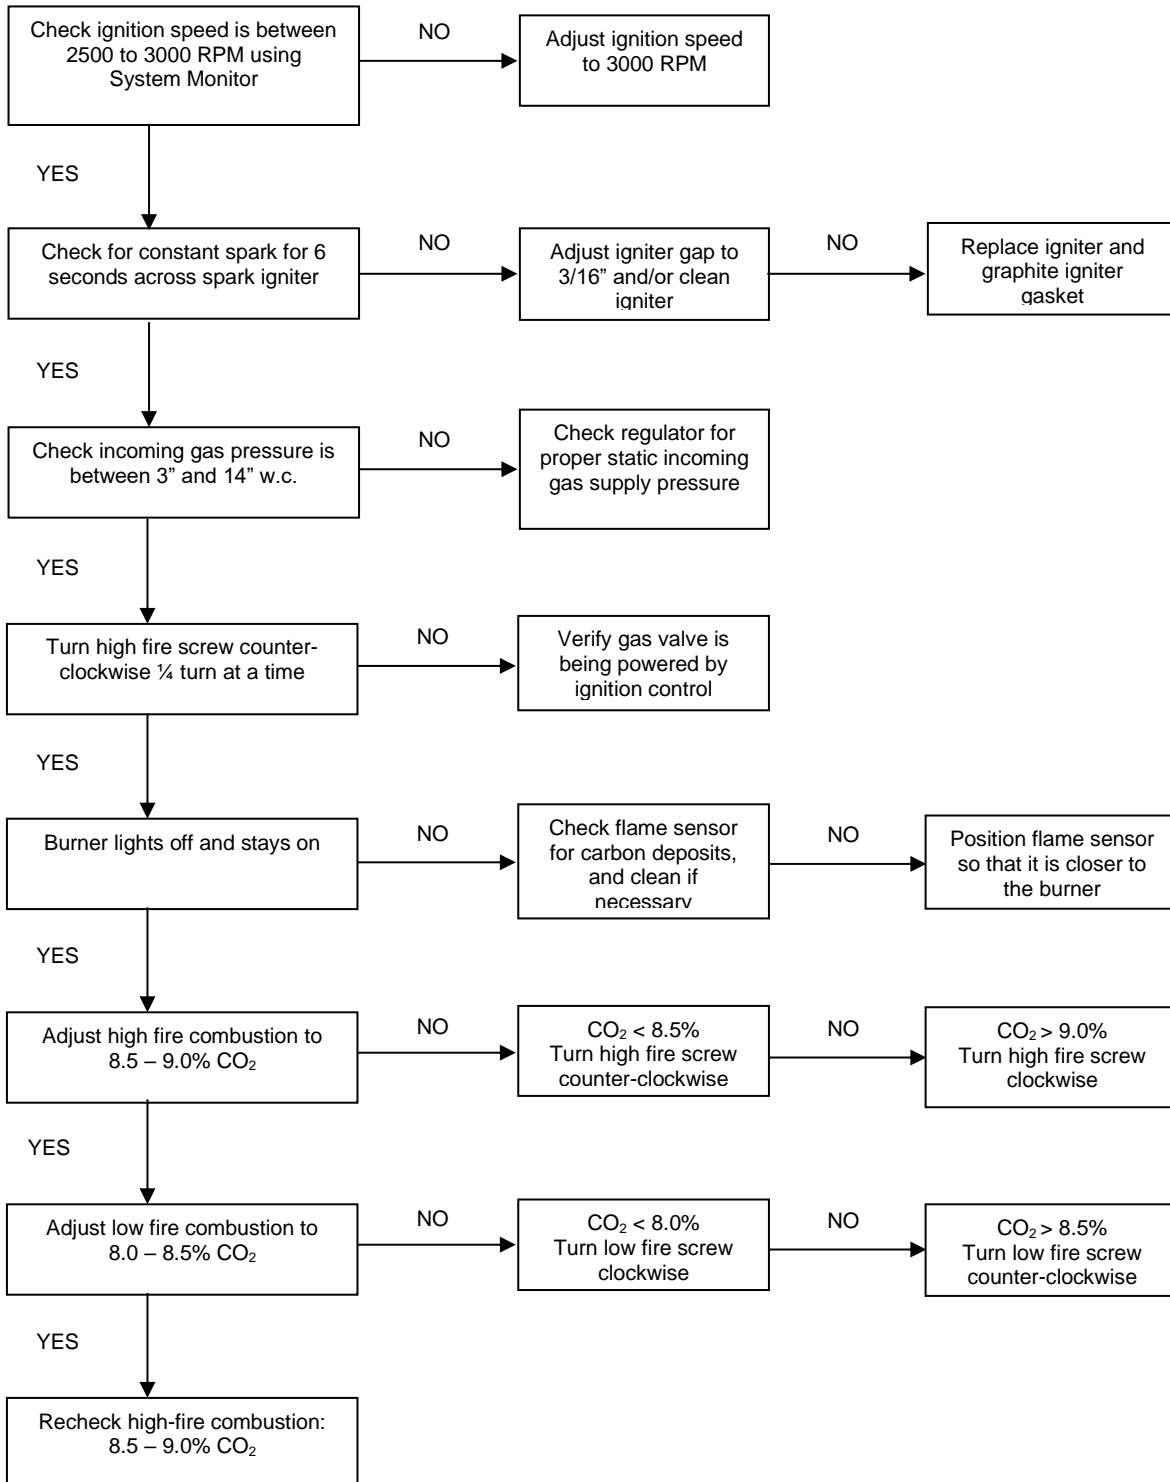 Check ignition speed is between
2500 to 3000 RPM using
System Monitor
NO
Adjust ignition speed
to 3000 RPM
YES
Check for constant spark for 6
seconds across spark igniter
NO
Adjust igniter gap to
3/16” and/or clean
igniter
NO
Replace igniter and
graphite igniter
gasket
YES
Check incoming gas pressure is
between 3” and 14” w.c.
NO
Check regulator for
proper static incoming
gas supply pressure
YES
Turn high fire screw counter-
clockwise ¼ turn at a time
NO
Verify gas valve is
being powered by
ignition control
YES
Burner lights off and stays on
NO
Check flame sensor
for carbon deposits,
and clean if
necessary
NO
Position flame sensor
so that it is closer to
the burner
YES
Adjust high fire combustion to
8.5 – 9.0% CO₂
NO
CO₂ < 8.5%
Turn high fire screw
counter-clockwise
NO
CO₂ > 9.0%
Turn high fire screw
clockwise
YES
Adjust low fire combustion to
8.0 – 8.5% CO₂
NO
CO₂ < 8.0%
Turn low fire screw
clockwise
NO
CO₂ > 8.5%
Turn low fire screw
counter-clockwise
YES
Recheck high-fire combustion:
8.5 – 9.0% CO₂